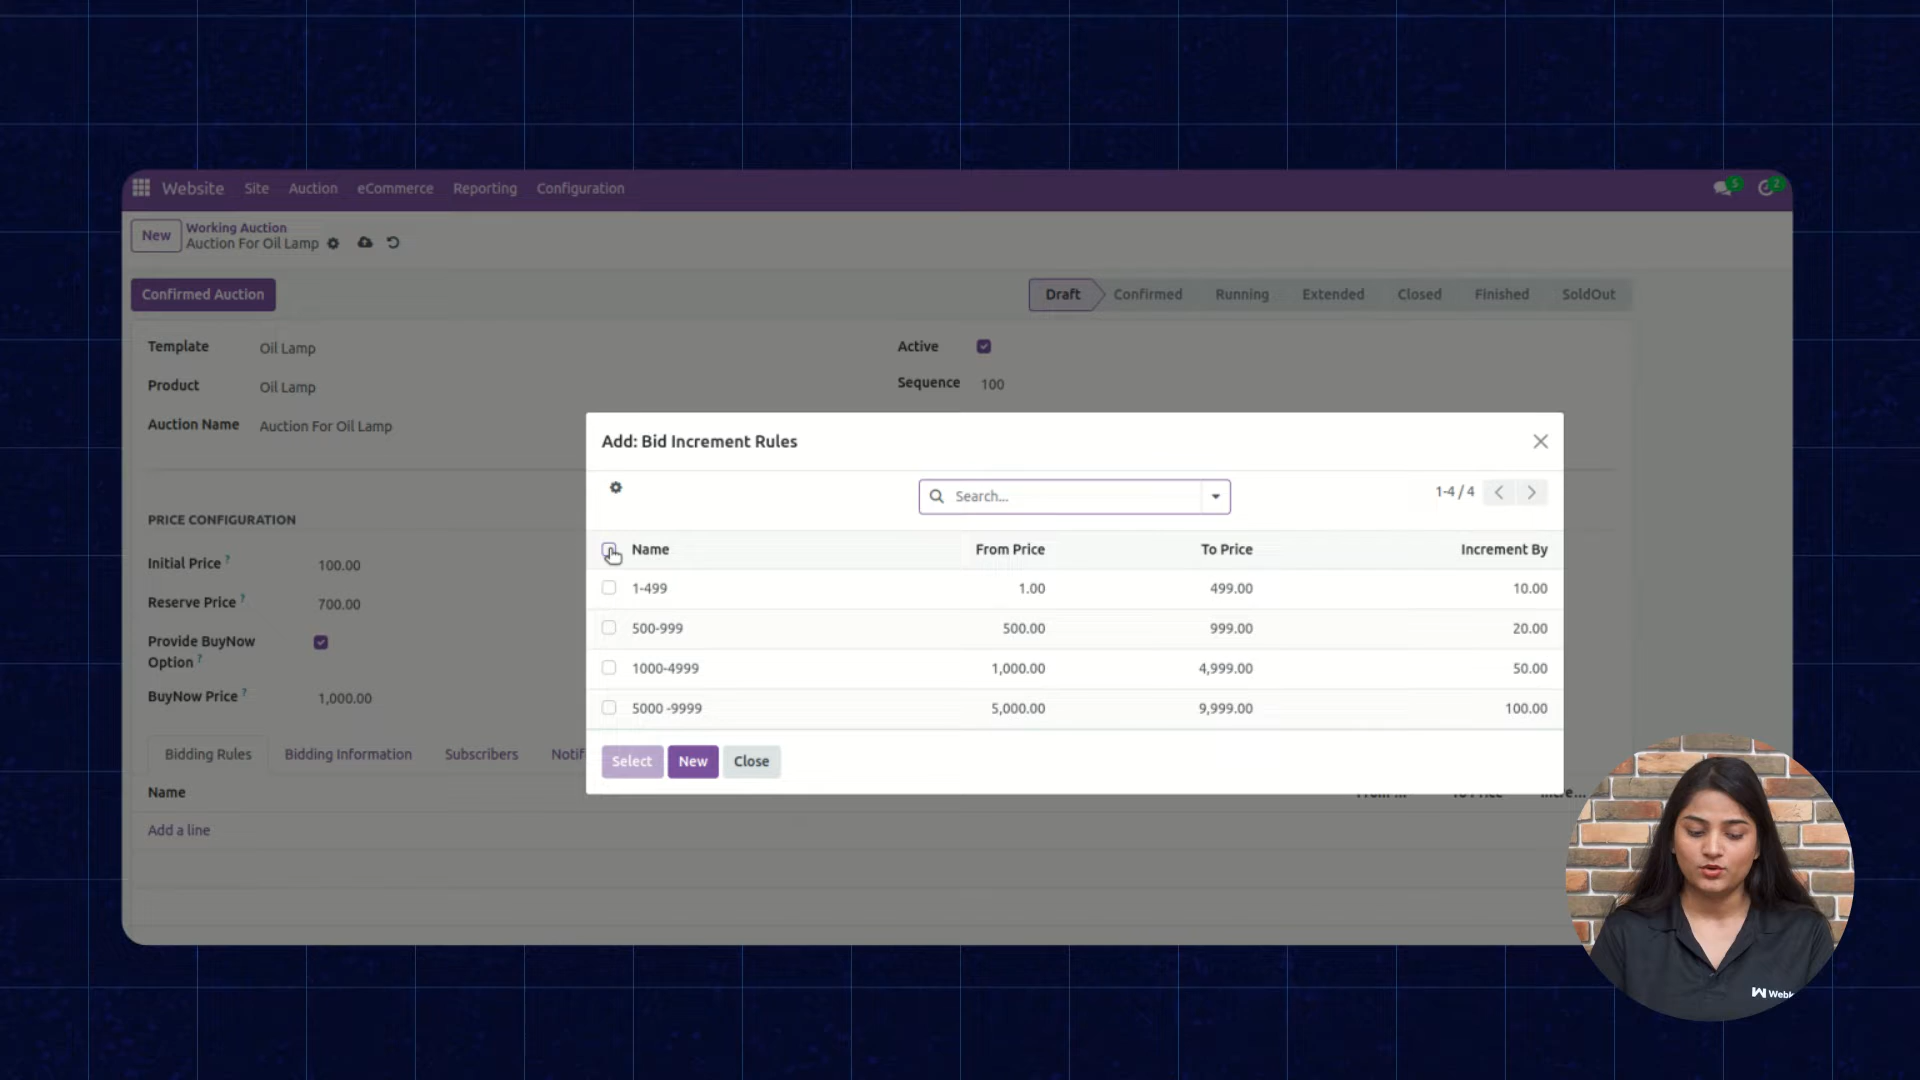 Website Site Auction eCommerce Reporting Configuration 5 2
New Working Auction
Auction For Oil Lamp
Confirmed Auction Draft Confirmed Running Extended Closed Finished SoldOut
Template Oil Lamp Active
Product Oil Lamp Sequence 100
Auction Name Auction For Oil Lamp
Add: Bid Increment Rules
Search... 1-4 / 4
PRICE CONFIGURATION
Name From Price To Price Increment By
Initial Price ? 100.00
1-499 1.00 499.00 10.00
Reserve Price ? 700.00
500-999 500.00 999.00 20.00
Provide BuyNow
Option ?
1000-4999 1,000.00 4,999.00 50.00
BuyNow Price ? 1,000.00
5000 -9999 5,000.00 9,999.00 100.00
Bidding Rules Bidding Information Subscribers Notif
Select New Close
Name
Add a line